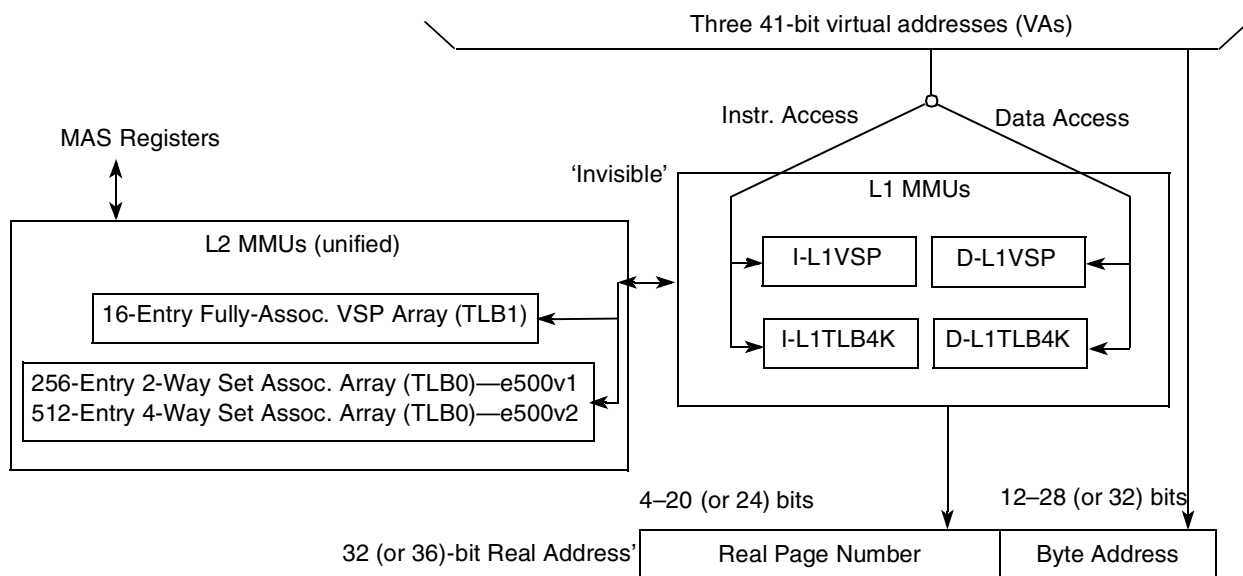 Three 41-bit virtual addresses (VAs)
Instr. Access
Data Access
MAS Registers
'Invisible'
L1 MMUs
L2 MMUs (unified)
I-L1VSP
D-L1VSP
16-Entry Fully-Assoc. VSP Array (TLB1)
I-L1TLB4K
D-L1TLB4K
256-Entry 2-Way Set Assoc. Array (TLB0)—e500v1
512-Entry 4-Way Set Assoc. Array (TLB0)—e500v2
4–20 (or 24) bits
12–28 (or 32) bits
32 (or 36)-bit Real Address'
Real Page Number
Byte Address